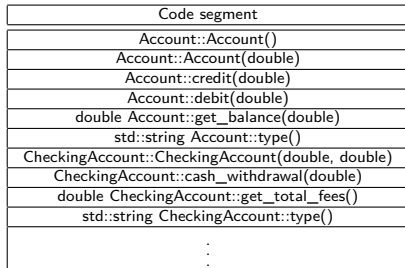 Code segment
Account::Account()
Account::Account(double)
Account::credit(double)
Account::debit(double)
double Account::get_balance(double)
std::string Account::type()
CheckingAccount::CheckingAccount(double, double)
CheckingAccount::cash_withdrawal(double)
double CheckingAccount::get_total_fees()
std::string CheckingAccount::type()
.
.
.